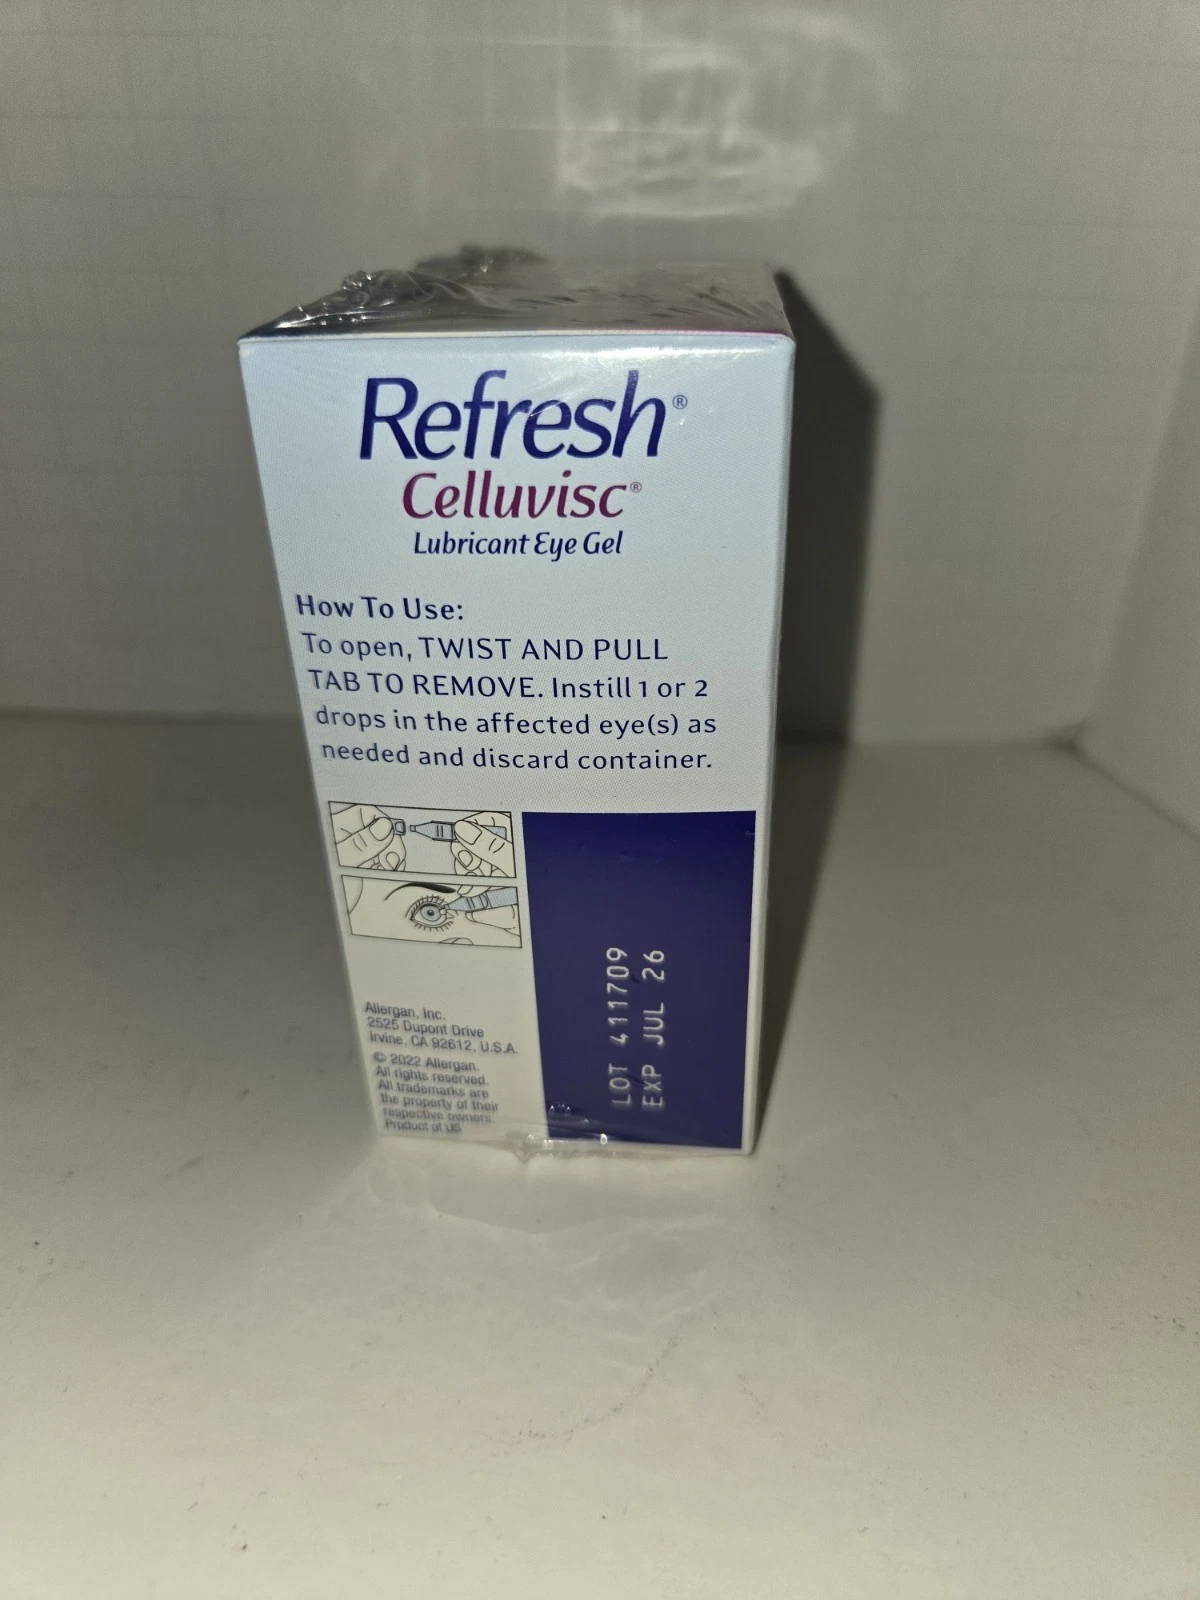 Refresh®
Celluvisc®
Lubricant Eye Gel
How To Use:
To open, TWIST AND PULL
TAB TO REMOVE. Instill 1 or 2
drops in the affected eye(s) as
needed and discard container.
Allergan, Inc.
2525 Dupont Drive
Irvine, CA 92612, U.S.A.
© 2022 Allergan.
All rights reserved.
All trademarks are
the property of their
respective owners.
Product of US
LOT 411709
EXP JUL 26